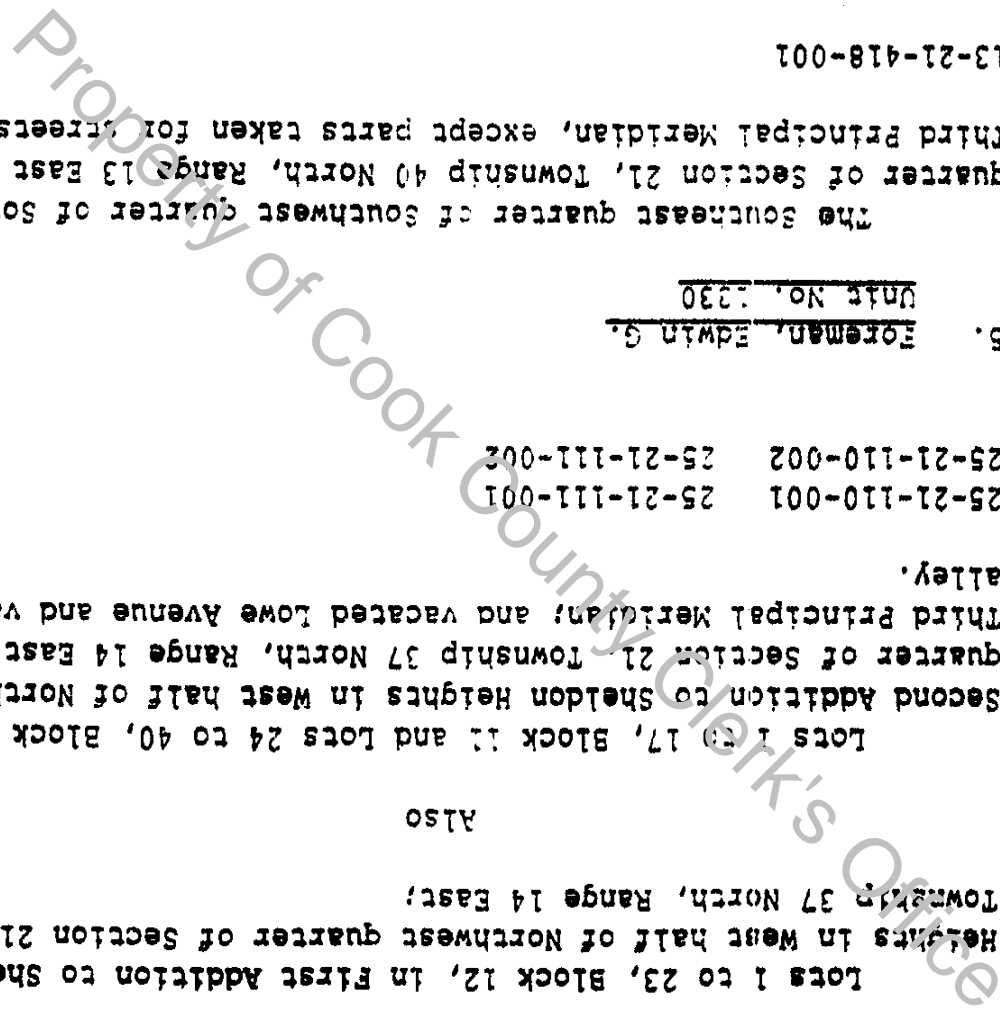 Lots 1 to 23, Block 12, in First Addition to She
Heights in West half of Northwest quarter of Section 21
Township 37 North, Range 14 East;
Also
Lots 1 to 17, Block 11 and Lots 24 to 40, Block
Second Addition to Sheldon Heights in West half of North
quarter of Section 21, Township 37 North, Range 14 East
Third Principal Meridian; and vacated Lowe Avenue and va
alley.
25-21-110-001 25-21-111-001
25-21-110-002 25-21-111-002
5. Foreman, Edwin G.
Unit No.
The Southeast quarter of Southwest quarter of So
quarter of Section 21, Township 40 North, Range 13 East
Third Principal Meridian, except parts taken for streets
13-21-418-001
Property of Cook County Clerk's Office